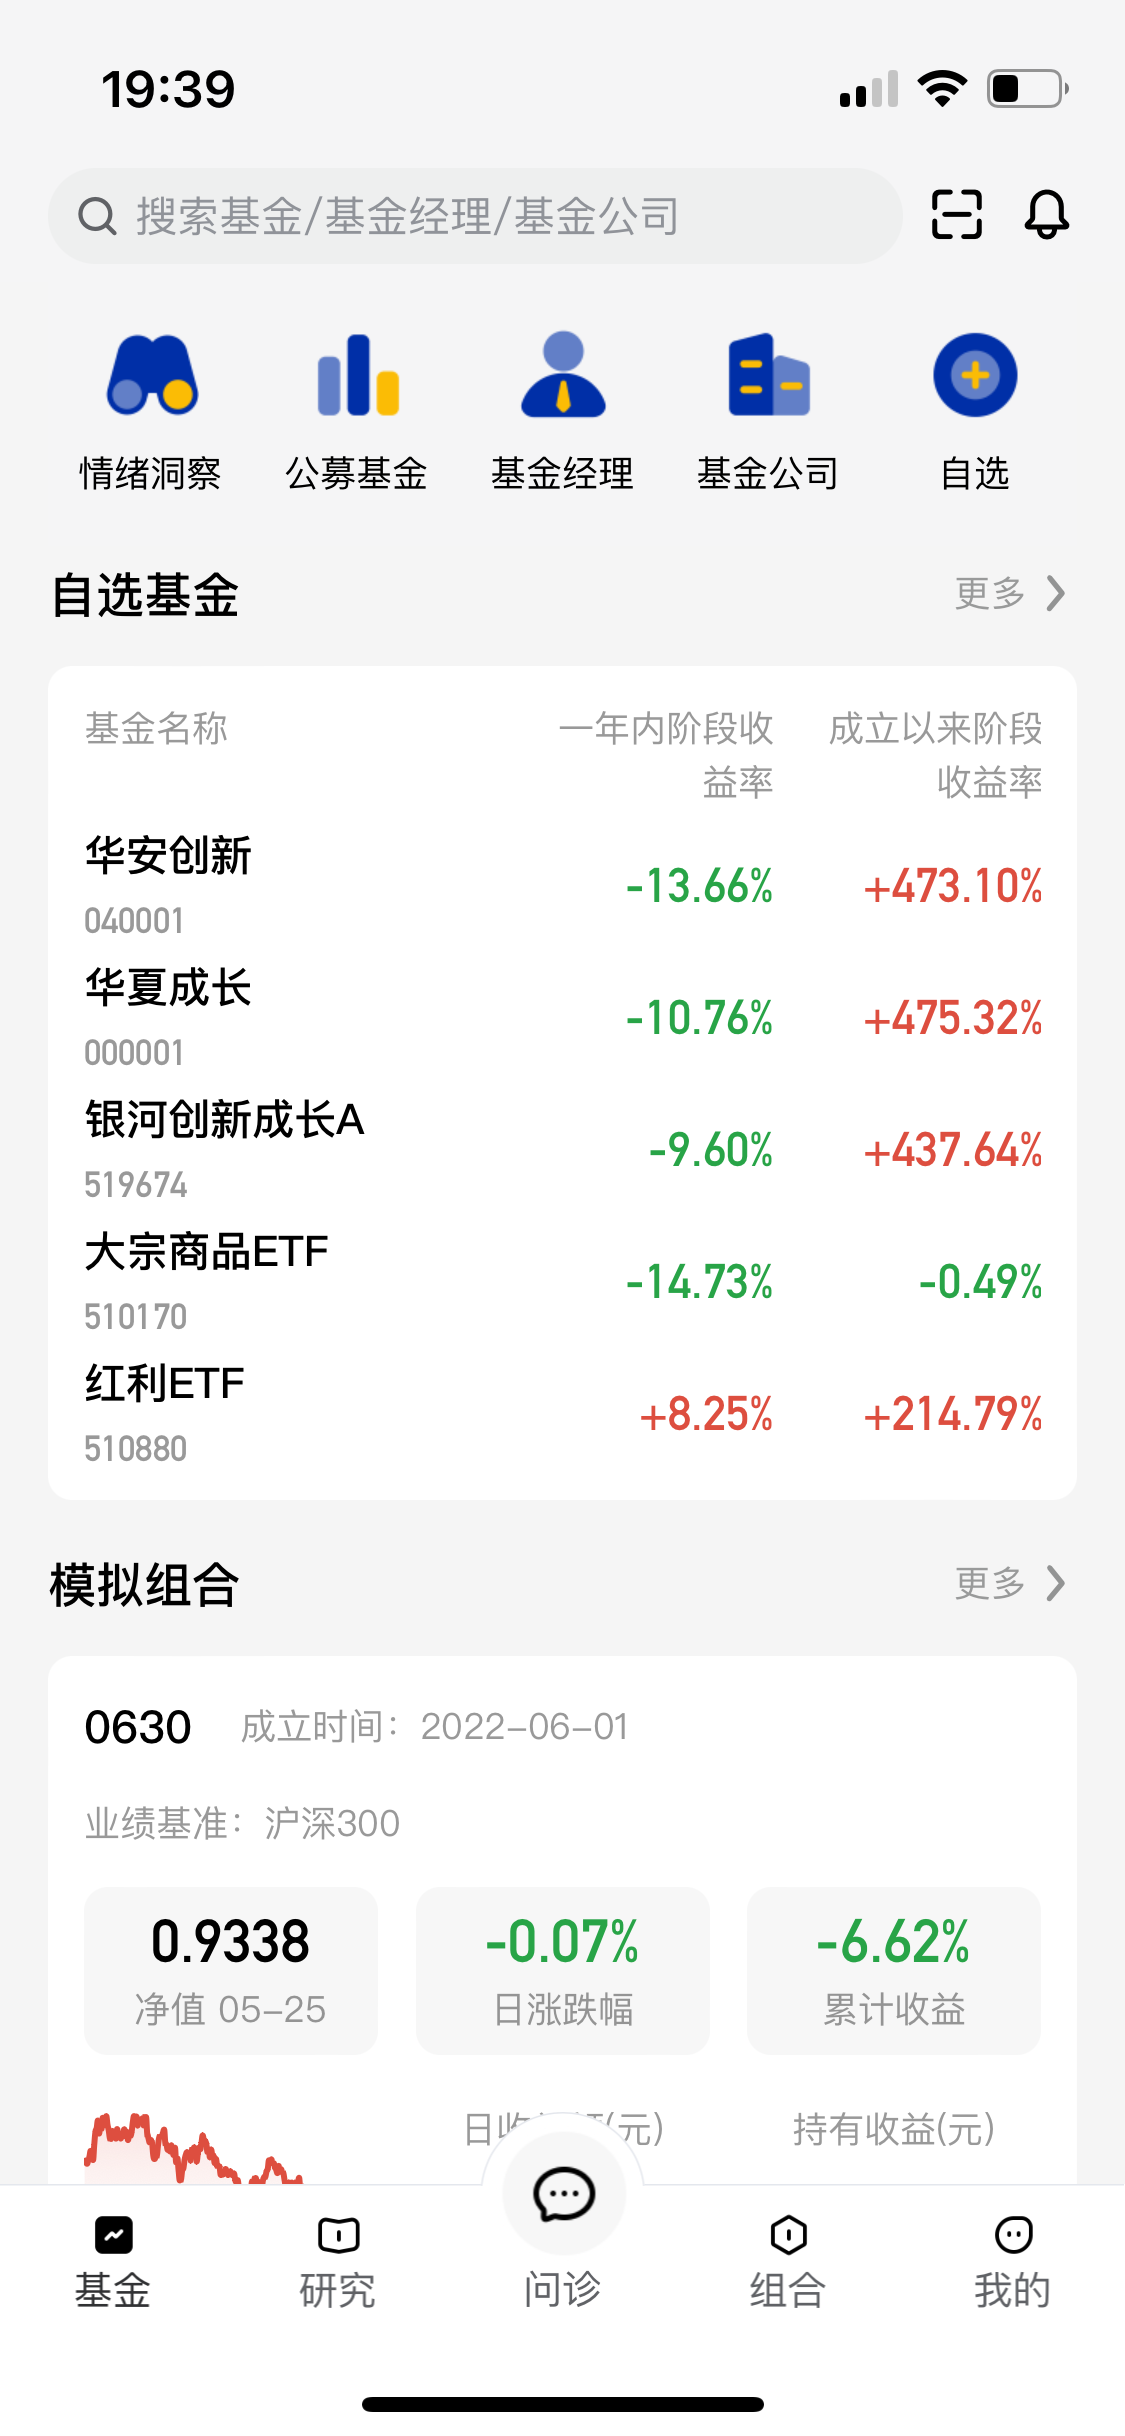 19:39
搜索基金/基金经理/基金公司
情绪洞察 公募基金 基金经理 基金公司 自选
自选基金 更多
基金名称 一年内阶段收益率 成立以来阶段收益率
华安创新 -13.66% +473.10%
040001
华夏成长 -10.76% +475.32%
000001
银河创新成长A -9.60% +437.64%
519674
大宗商品ETF -14.73% -0.49%
510170
红利ETF +8.25% +214.79%
510880
模拟组合 更多
0630 成立时间：2022-06-01
业绩基准：沪深300
0.9338 -0.07% -6.62%
净值 05-25 日涨跌幅 累计收益
日收 (元) 持有收益(元)
基金 研究 问诊 组合 我的